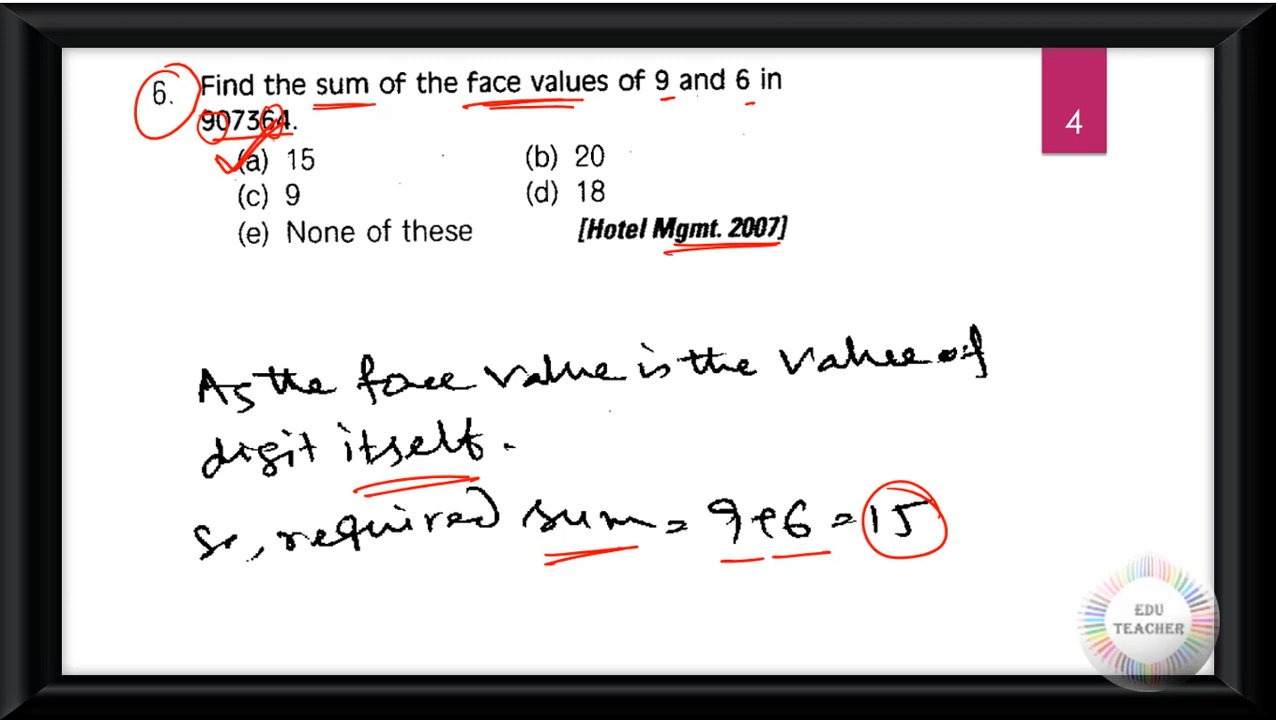 6. Find the sum of the face values of 9 and 6 in
907364.
(a) 15 (b) 20
(c) 9 (d) 18
(e) None of these [Hotel Mgmt. 2007]
4
As the face value is the value of
digit itself.
So, required sum = 9+6 = 15
EDU
TEACHER